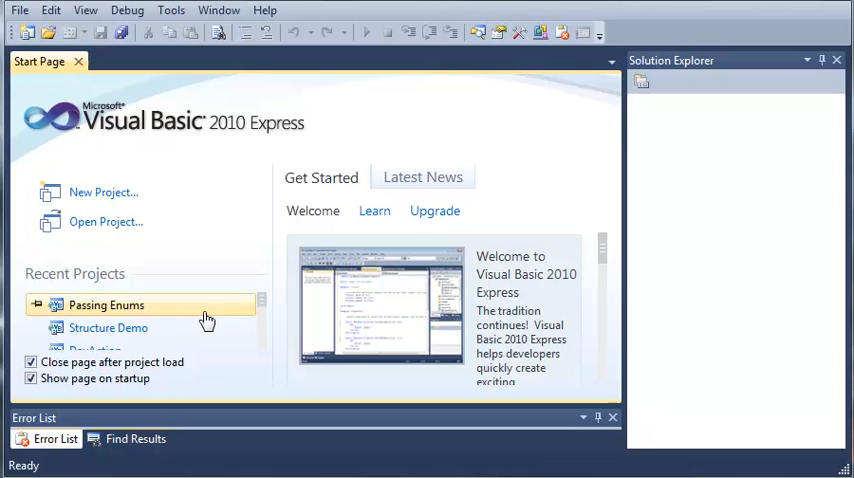 File Edit View Debug Tools Window Help
Start Page
Solution Explorer
Microsoft®
Visual Basic® 2010 Express
Get Started Latest News
New Project...
Welcome Learn Upgrade
Open Project...
Recent Projects
Passing Enums
Structure Demo
Welcome to
Visual Basic 2010
Express
The tradition
continues! Visual
Basic 2010 Express
helps developers
quickly create
exciting
Close page after project load
Show page on startup
Error List
Error List Find Results
Ready